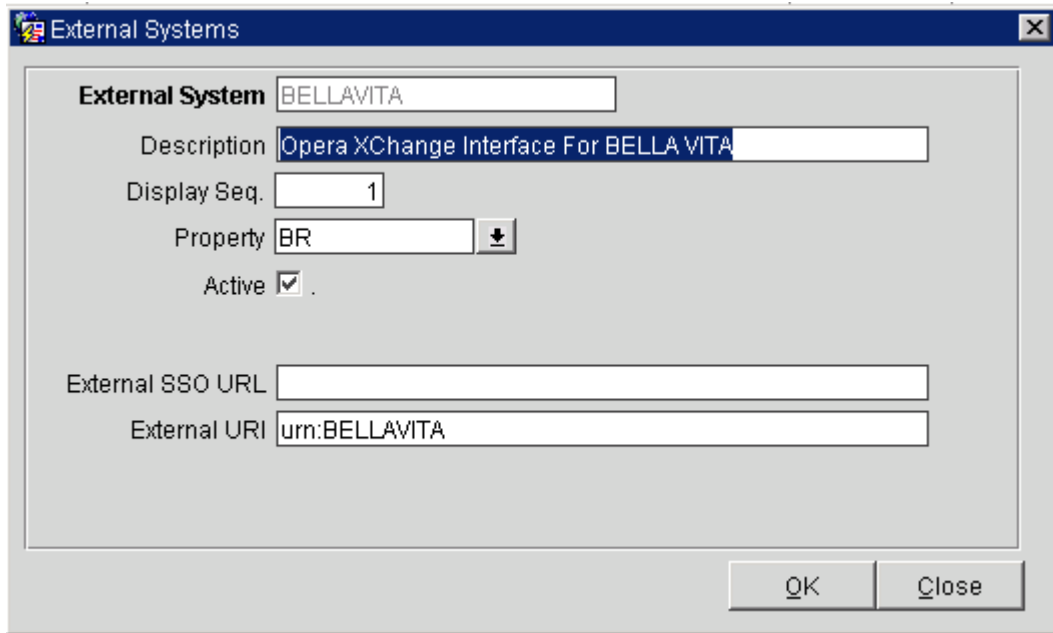 External Systems
External System BELLAVITA
Description Opera XChange Interface For BELLA VITA
Display Seq. 1
Property BR
Active .
External SSO URL
External URI urn:BELLAVITA
OK Close